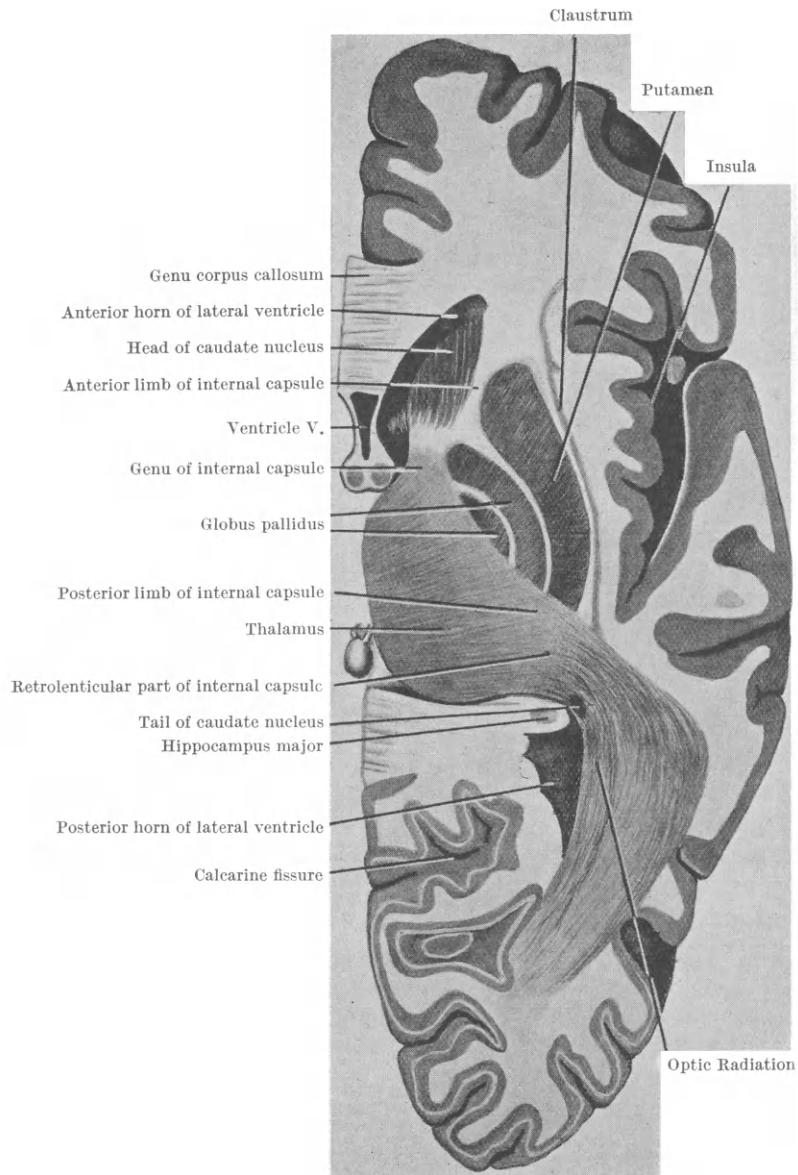 Claustrum
Putamen
Insula
Genu corpus callosum
Anterior horn of lateral ventricle
Head of caudate nucleus
Anterior limb of internal capsule
Ventricle V.
Genu of internal capsule
Globus pallidus
Posterior limb of internal capsule
Thalamus
Retrolenticular part of internal capsule
Tail of caudate nucleus
Hippocampus major
Posterior horn of lateral ventricle
Calcarine fissure
Optic Radiation